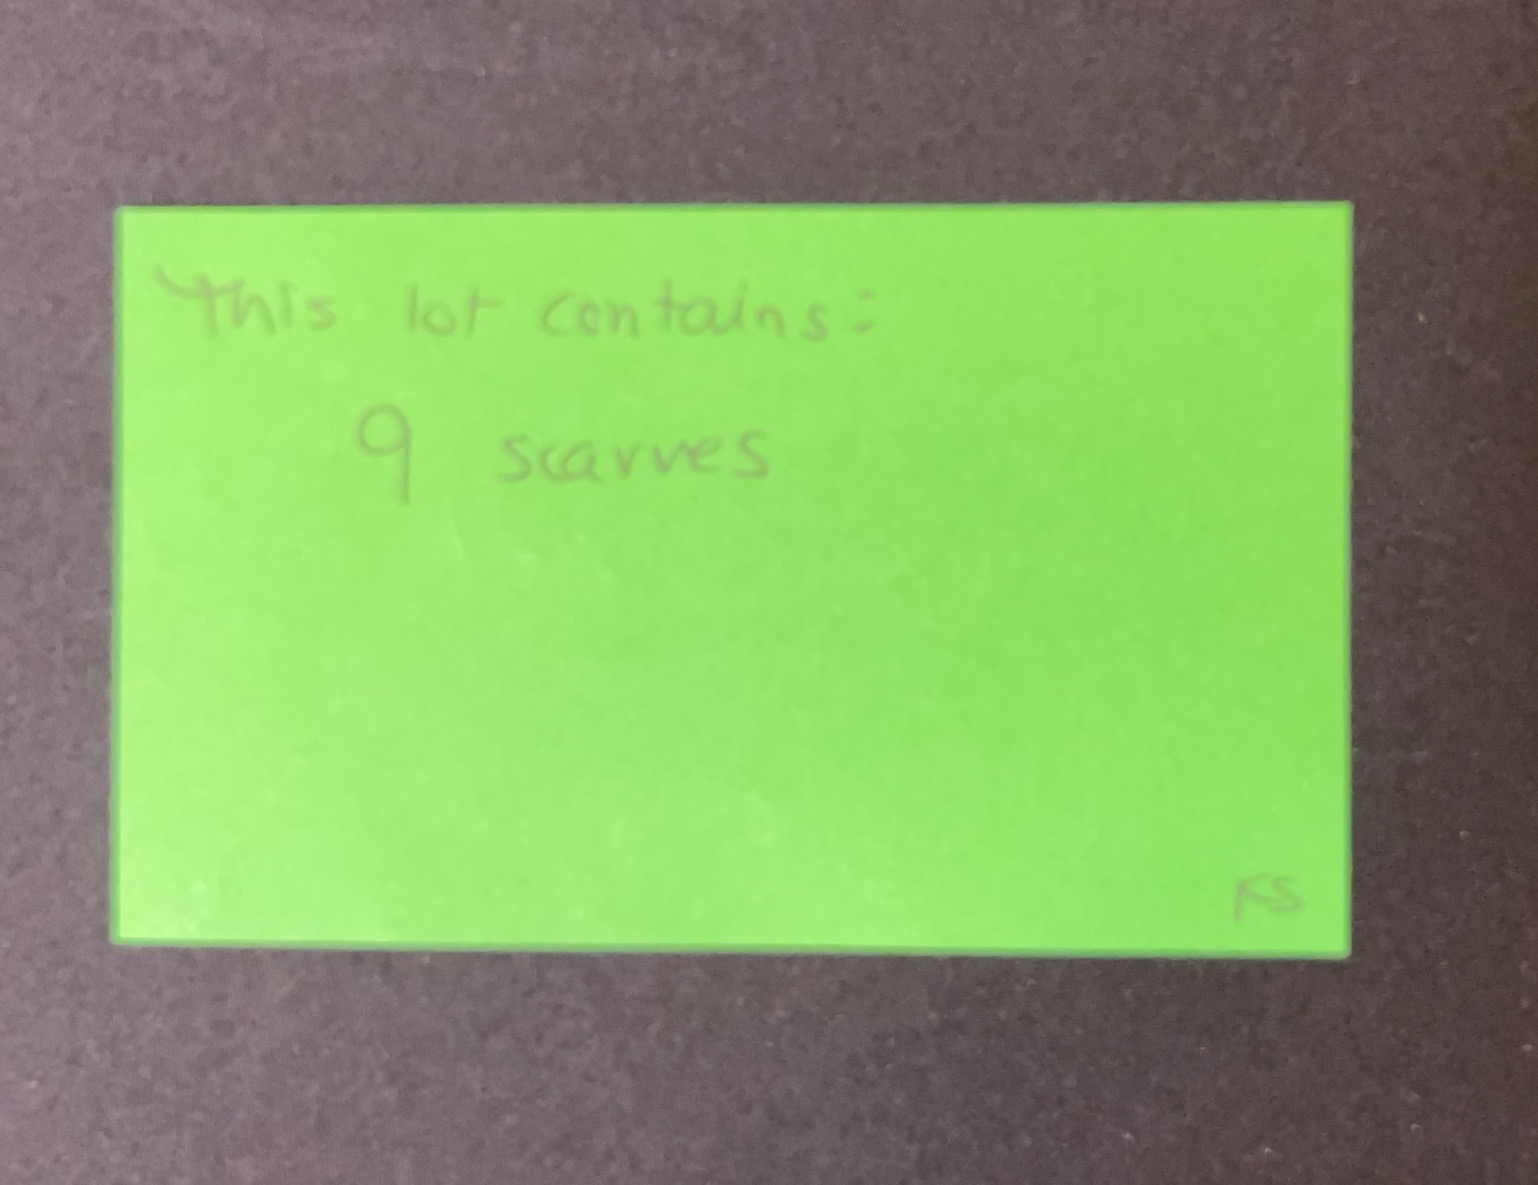 This lot contains:
9 scarves
KS